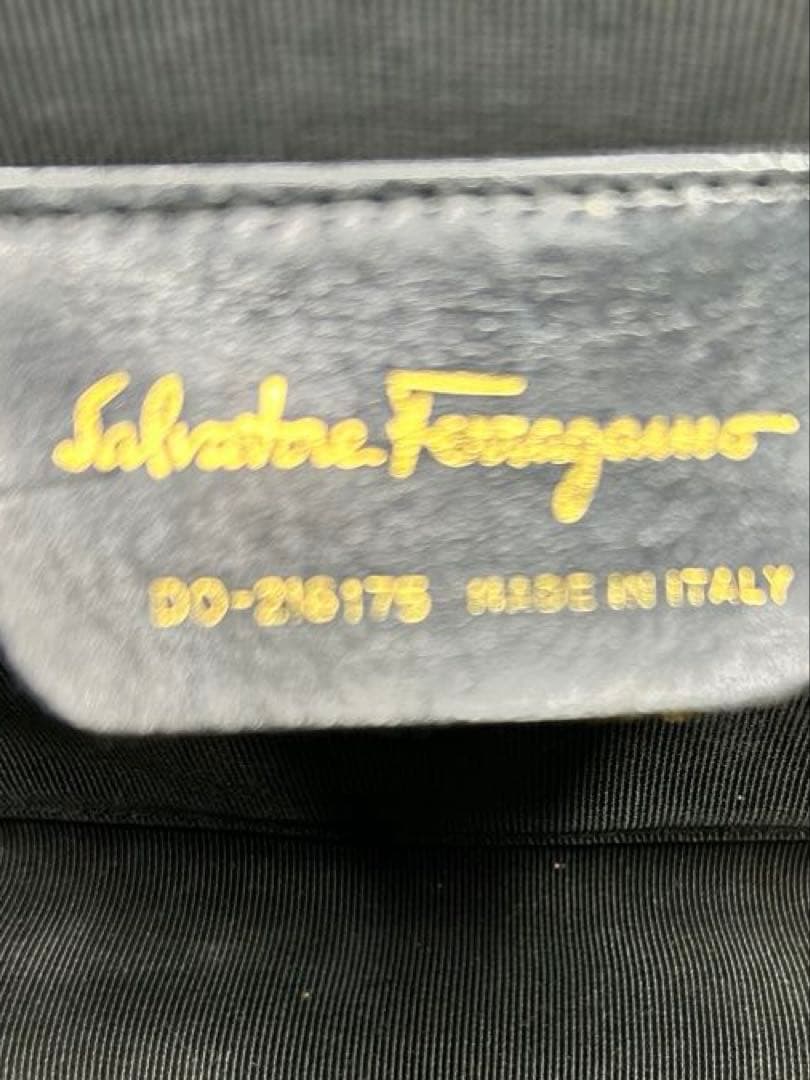 Salvatore Ferragamo
DO-216175 MADE IN ITALY